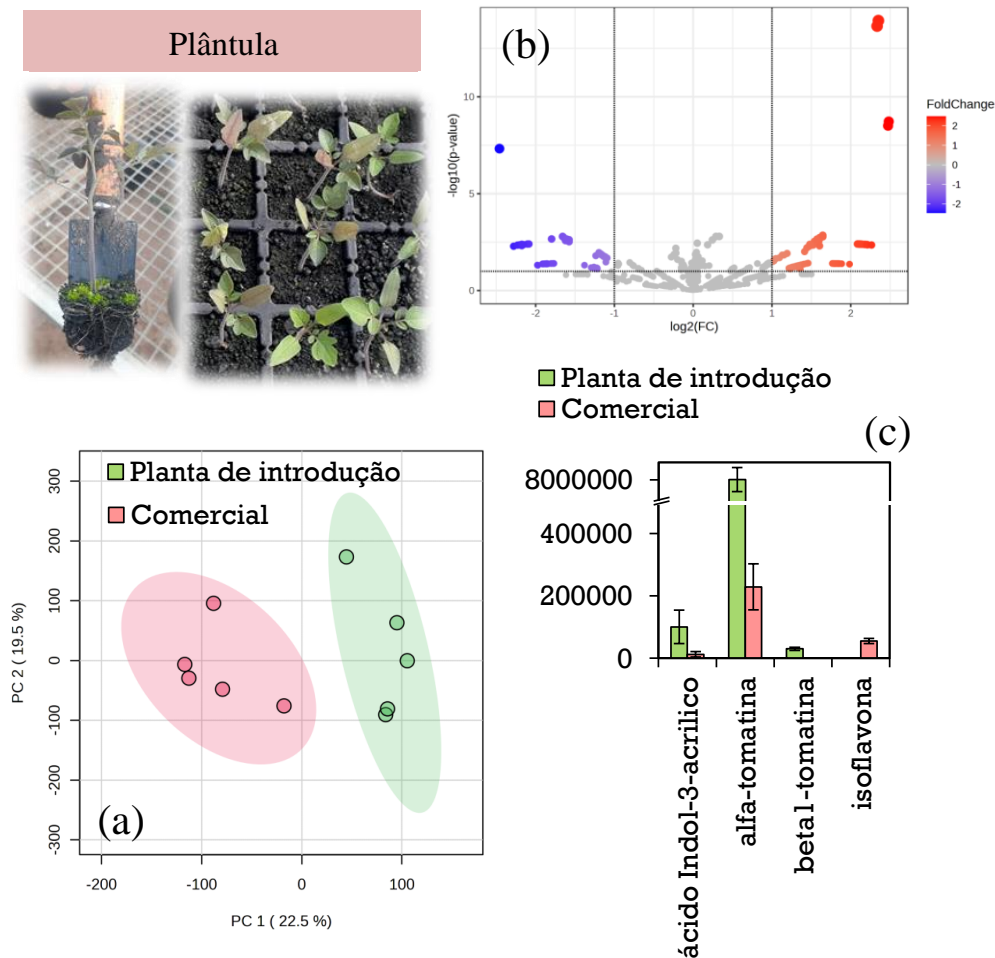 Plântula
(b)
10
5
0
-log10(p-value)
-2
-1
0
1
2
log2(FC)
FoldChange
2
1
0
-1
-2
Planta de introdução
Comercial
(c)
8000000
400000
200000
0
ácido Indol-3-acrilico
alfa-tomatina
beta1-tomatina
isoflavona
Planta de introdução
Comercial
300
200
100
0
-100
-200
-300
PC 2 ( 19.5 %)
(a)
-200
-100
0
100
PC 1 ( 22.5 %)